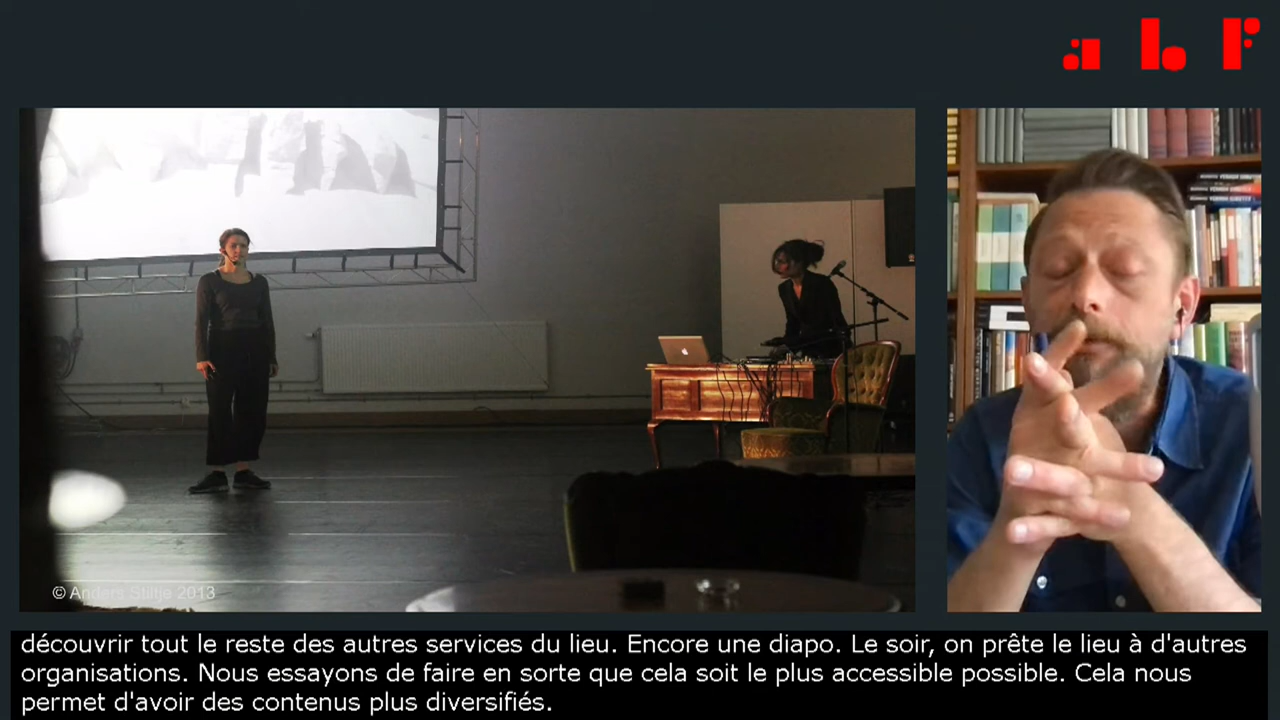 abf
© Anders Stiltje 2013
découvrir tout le reste des autres services du lieu. Encore une diapo. Le soir, on prête le lieu à d'autres
organisations. Nous essayons de faire en sorte que cela soit le plus accessible possible. Cela nous
permet d'avoir des contenus plus diversifiés.